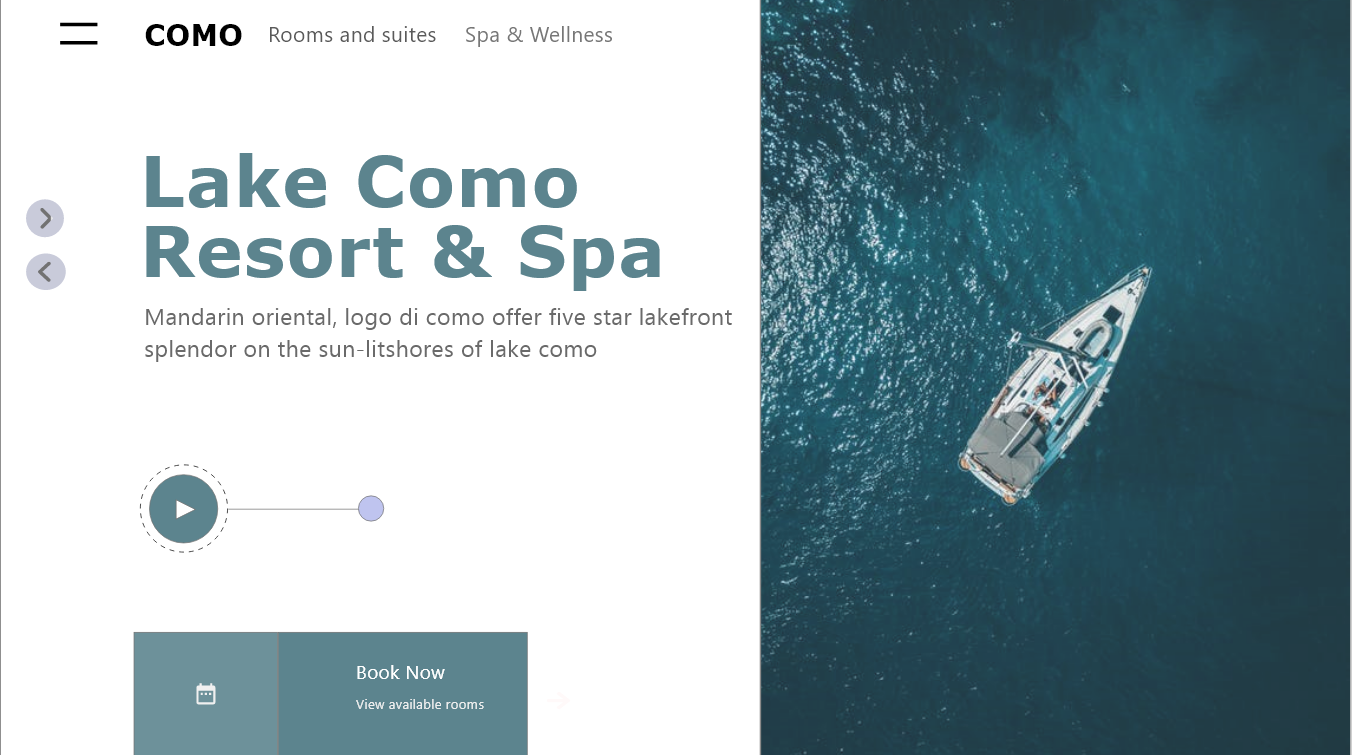 COMO Rooms and suites Spa & Wellness
Lake Como
Resort & Spa
Mandarin oriental, logo di como offer five star lakefront
splendor on the sun-litshores of lake como
Book Now
View available rooms